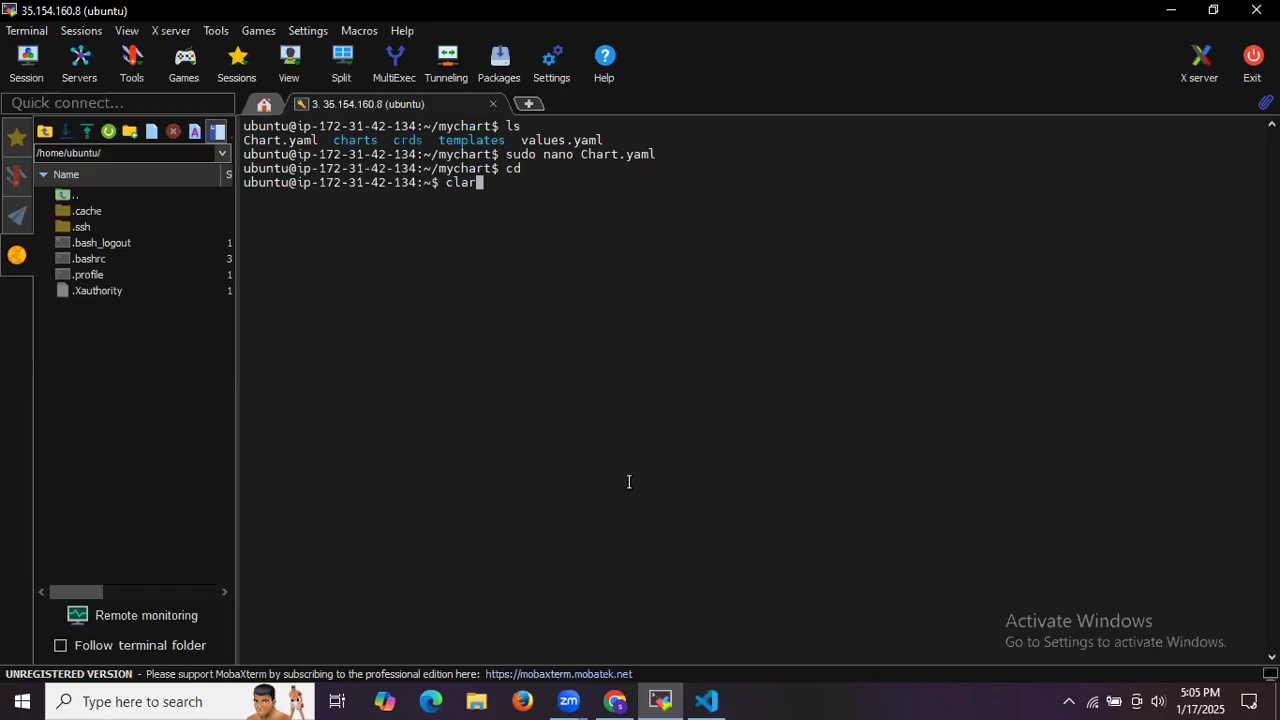 35.154.160.8 (ubuntu)
Terminal Sessions View X server Tools Games Settings Macros Help
Session Servers Tools Games Sessions View Split MultiExec Tunneling Packages Settings Help X server Exit
Quick connect...
3. 35.154.160.8 (ubuntu)
/home/ubuntu/
Name S
..
.cache
.ssh
.bash_logout 1
.bashrc 3
.profile 1
.Xauthority 1
Remote monitoring
Follow terminal folder
ubuntu@ip-172-31-42-134:~/mychart$ ls
Chart.yaml charts crds templates values.yaml
ubuntu@ip-172-31-42-134:~/mychart$ sudo nano Chart.yaml
ubuntu@ip-172-31-42-134:~/mychart$ cd
ubuntu@ip-172-31-42-134:~$ clar
Activate Windows
Go to Settings to activate Windows.
UNREGISTERED VERSION - Please support MobaXterm by subscribing to the professional edition here: https://mobaxterm.mobatek.net
Type here to search
zm
5:05 PM
1/17/2025